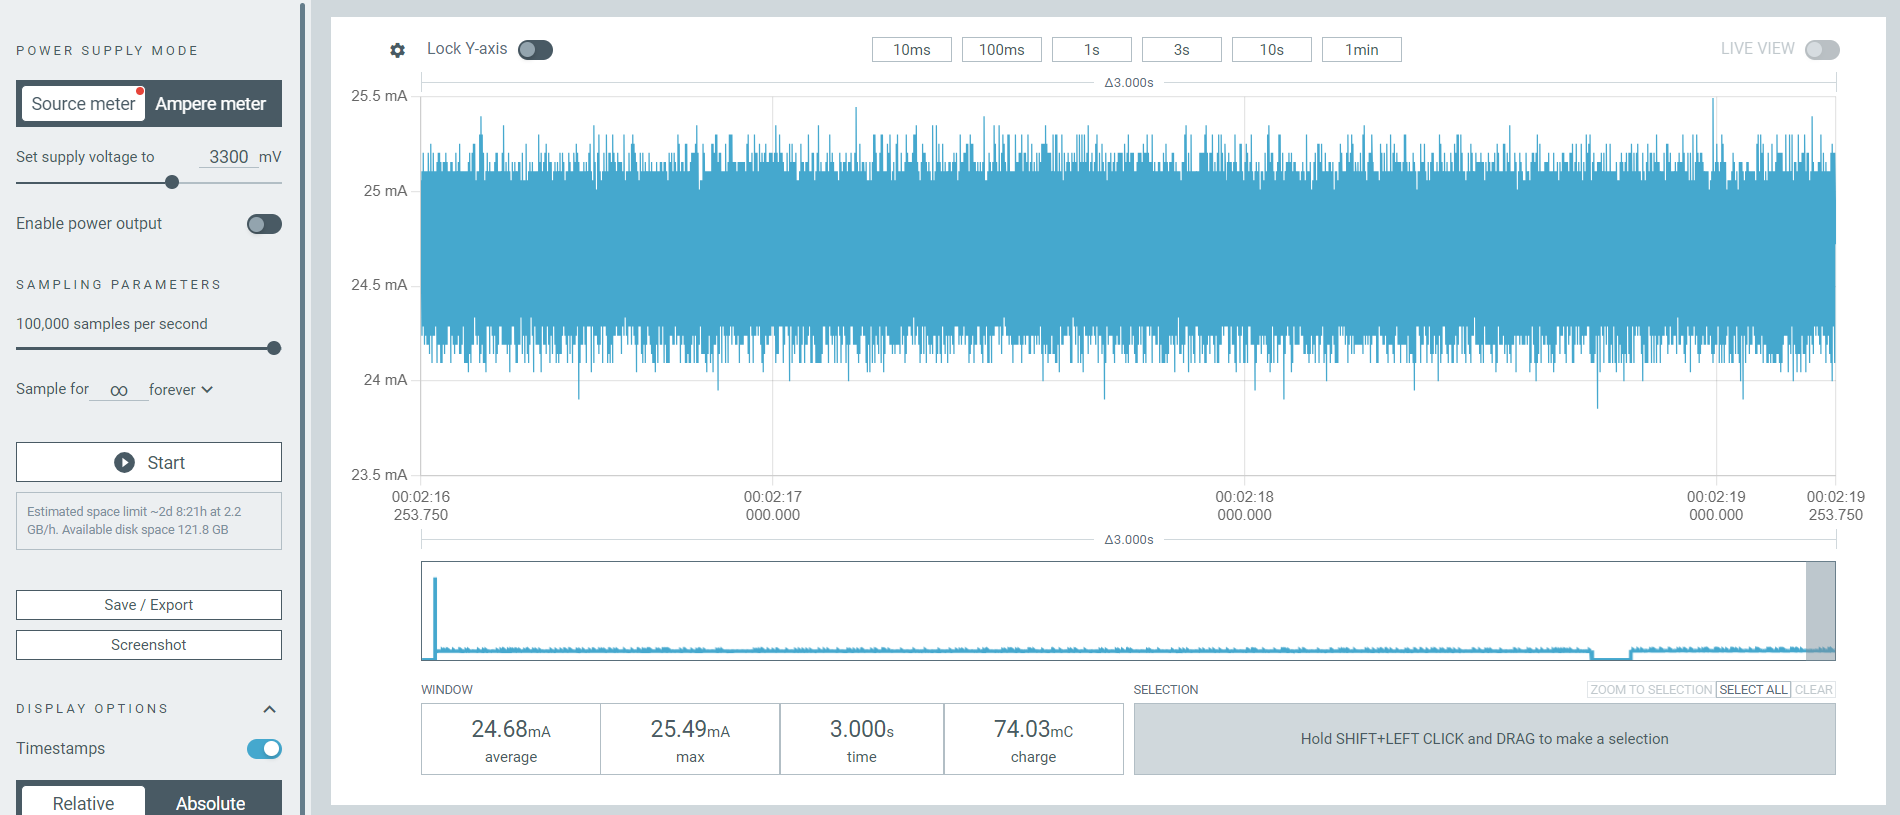 POWER SUPPLY MODE
Source meter Ampere meter
Set supply voltage to 3300 mV
Enable power output
SAMPLING PARAMETERS
100,000 samples per second
Sample for ∞ forever
Start
Estimated space limit ~2d 8:21h at 2.2
GB/h. Available disk space 121.8 GB
Save / Export
Screenshot
DISPLAY OPTIONS
Timestamps
Relative Absolute
Lock Y-axis 10ms 100ms 1s 3s 10s 1min LIVE VIEW
Δ3.000s
25.5 mA
25 mA
24.5 mA
24 mA
23.5 mA
00:02:16 00:02:17 00:02:18 00:02:19 00:02:19
253.750 000.000 000.000 000.000 253.750
Δ3.000s
WINDOW
24.68mA 25.49mA 3.000s 74.03mC
average max time charge
SELECTION ZOOM TO SELECTION SELECT ALL CLEAR
Hold SHIFT+LEFT CLICK and DRAG to make a selection